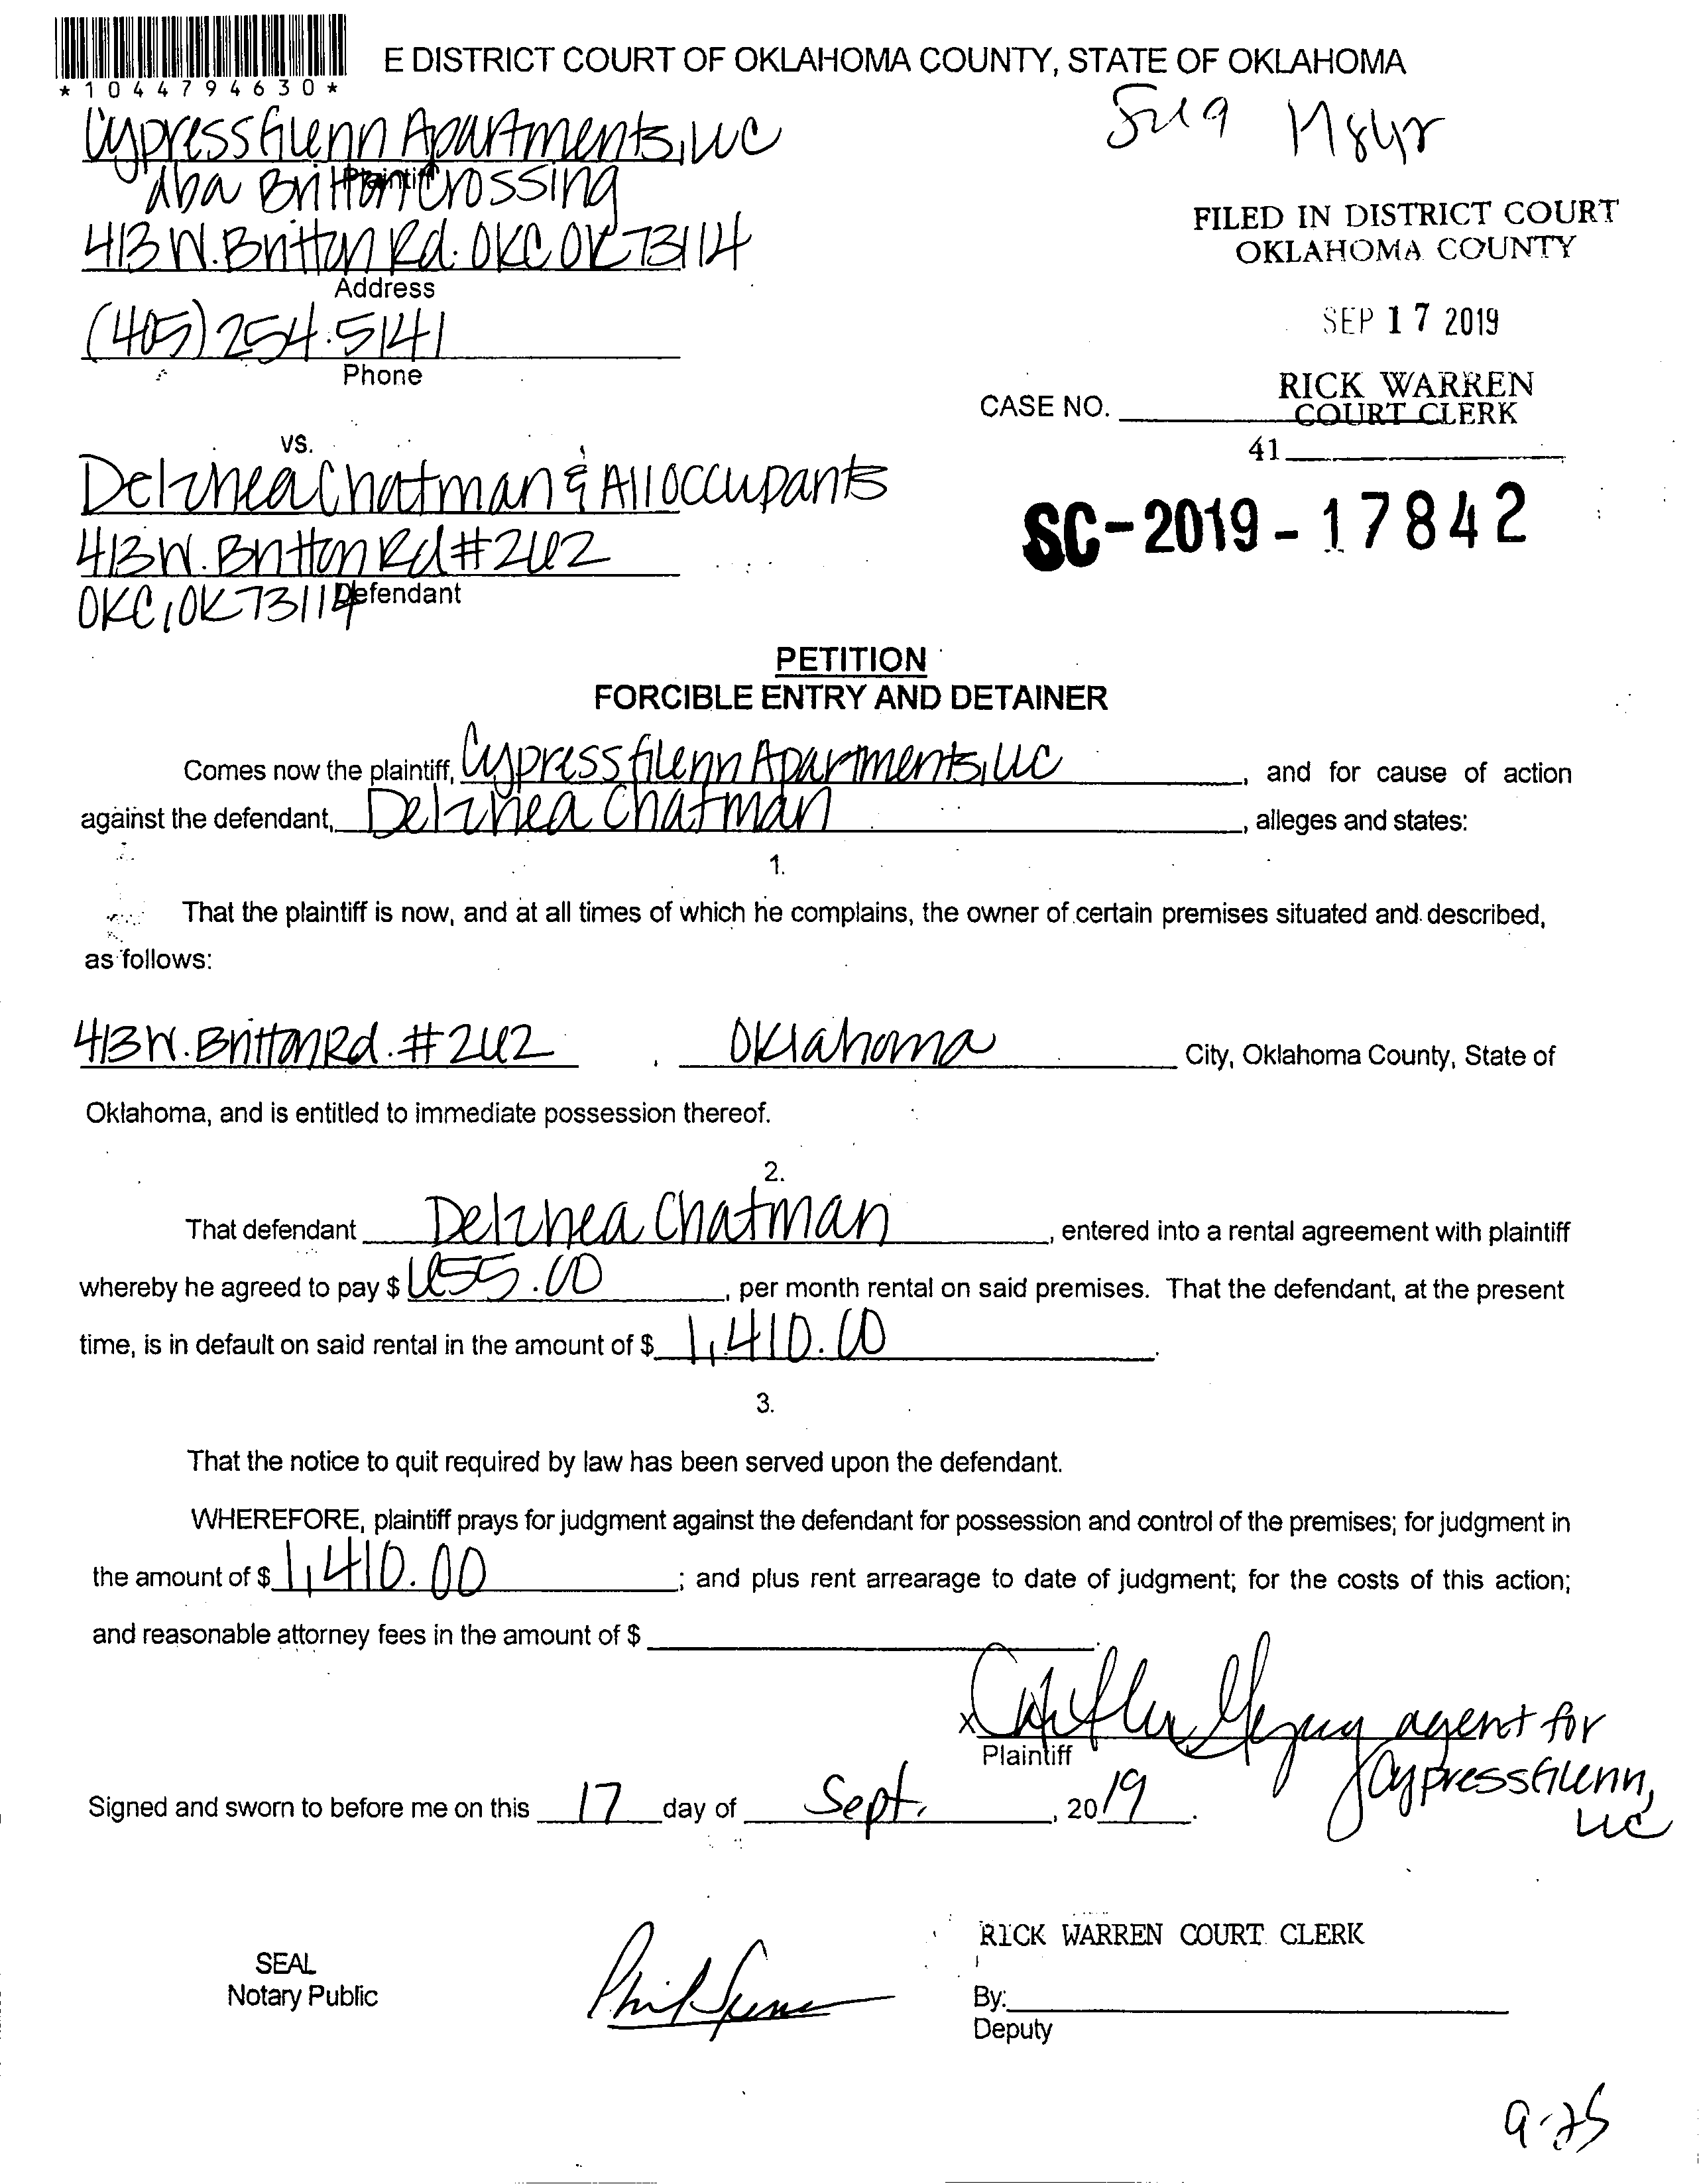 *1044794630*
E DISTRICT COURT OF OKLAHOMA COUNTY, STATE OF OKLAHOMA
Cypress Glenn Apartments, LLC
Plaintiff
dba Britton Crossing
413 W. Britton Rd. OKC OK 73114
Address
(405) 254-5141
Phone
FILED IN DISTRICT COURT
OKLAHOMA COUNTY
SEP 17 2019
RICK WARREN
COURT CLERK
CASE NO.
41
vs.
Chatman & All occupants
413 W. Britton Rd #
OKC, OK 73114
Defendant
SC-2019-17842
PETITION
FORCIBLE ENTRY AND DETAINER
Comes now the plaintiff, Cypress Glenn Apartments, LLC, and for cause of action
against the defendant, Chatman, alleges and states:
1.
That the plaintiff is now, and at all times of which he complains, the owner of certain premises situated and described,
as follows:
413 W. Britton Rd. # , Oklahoma City, Oklahoma County, State of
Oklahoma, and is entitled to immediate possession thereof.
2.
That defendant Chatman, entered into a rental agreement with plaintiff
whereby he agreed to pay $ 655.00, per month rental on said premises. That the defendant, at the present
time, is in default on said rental in the amount of $ 1,410.00.
3.
That the notice to quit required by law has been served upon the defendant.
WHEREFORE, plaintiff prays for judgment against the defendant for possession and control of the premises; for judgment in
the amount of $ 1,410.00; and plus rent arrearage to date of judgment; for the costs of this action;
and reasonable attorney fees in the amount of $
x agent for
Plaintiff
Cypress Glenn,
LLC
Signed and sworn to before me on this 17 day of Sept., 2019.
RICK WARREN COURT CLERK
SEAL
Notary Public
By:
Deputy
9-25